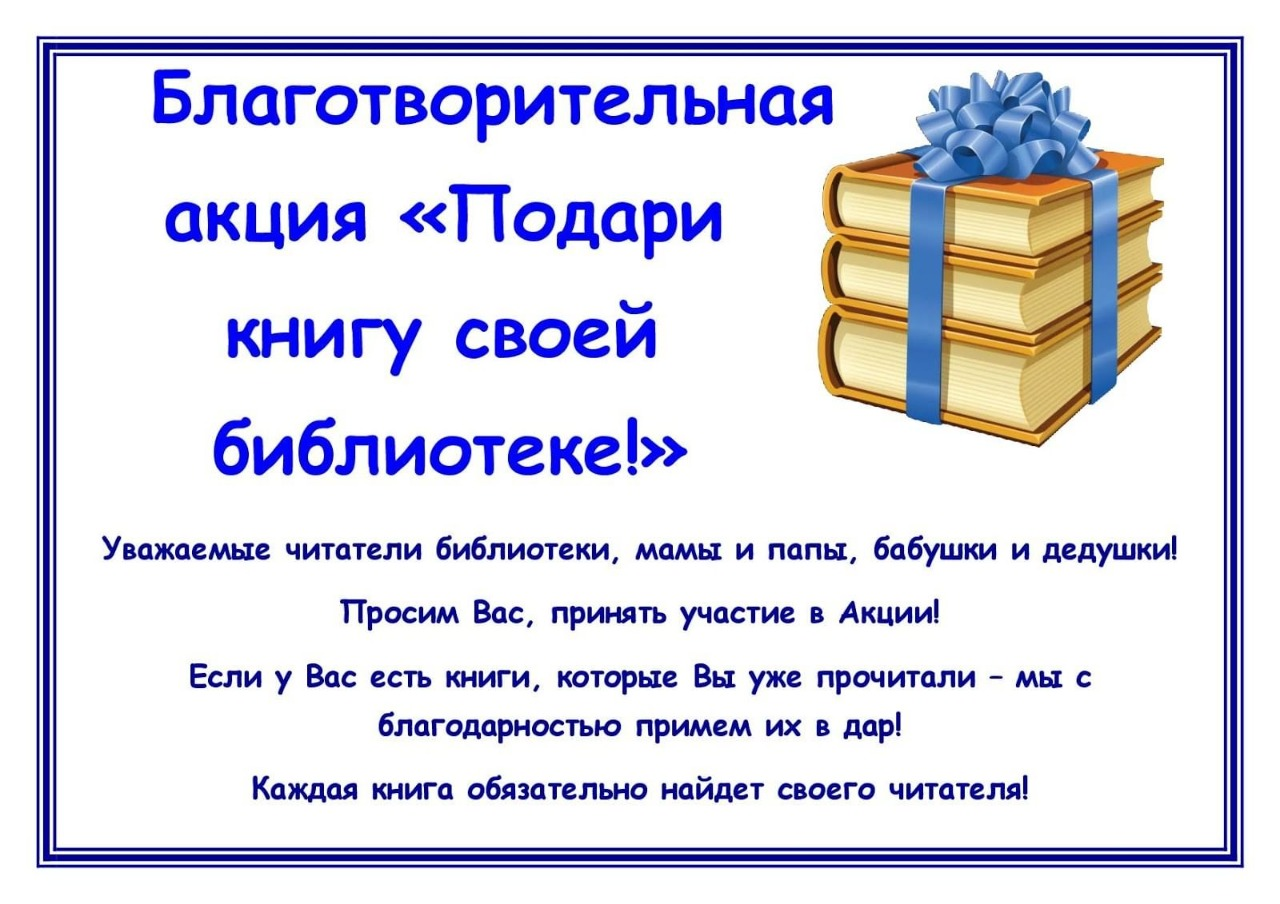 Благотворительная
акция «Подари
книгу своей
библиотеке!»
Уважаемые читатели библиотеки, мамы и папы, бабушки и дедушки!
Просим Вас, принять участие в Акции!
Если у Вас есть книги, которые Вы уже прочитали – мы с
благодарностью примем их в дар!
Каждая книга обязательно найдет своего читателя!